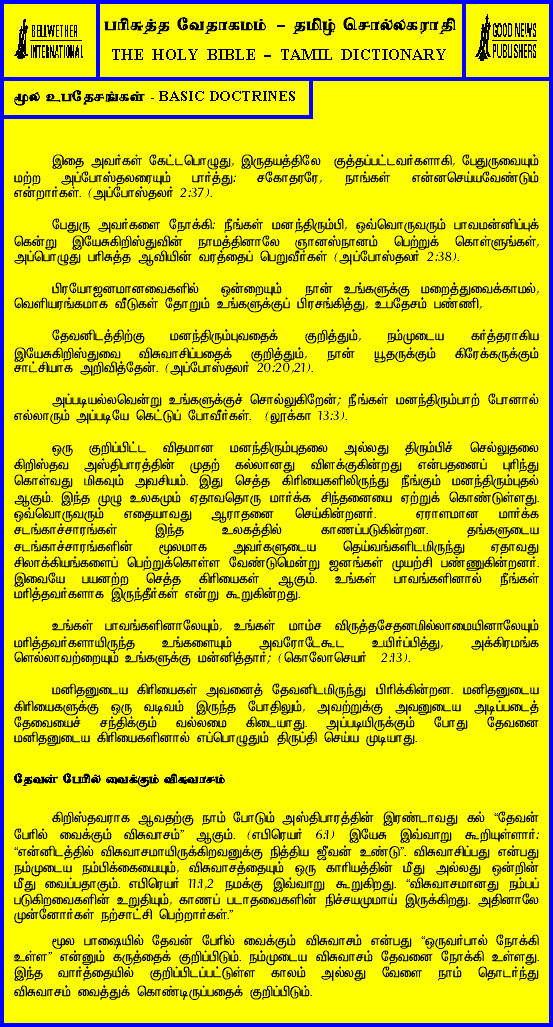 BELLWETHER
INTERNATIONAL
பரிசுத்த வேதாகமம் - தமிழ் சொல்லகராதி
THE HOLY BIBLE - TAMIL DICTIONARY
GOOD NEWS
PUBLISHERS
மூல உபதேசங்கள் - BASIC DOCTRINES
இதை அவர்கள் கேட்டபொழுது, இருதயத்திலே குத்தப்பட்டவர்களாகி, பேதுருவையும்
மற்ற அப்போஸ்தலரையும் பார்த்து: சகோதரரே, நாங்கள் என்னசெய்யவேண்டும்
என்றார்கள். (அப்போஸ்தலர் 2:37).
பேதுரு அவர்களை நோக்கி: நீங்கள் மனந்திரும்பி, ஒவ்வொருவரும் பாவமன்னிப்புக்
கென்று இயேசுகிறிஸ்துவின் நாமத்தினாலே ஞானஸ்நானம் பெற்றுக் கொள்ளுங்கள்,
அப்பொழுது பரிசுத்த ஆவியின் வரத்தைப் பெறுவீர்கள் (அப்போஸ்தலர் 2:38).
பிரயோஜனமானவைகளில் ஒன்றையும் நான் உங்களுக்கு மறைத்துவைக்காமல்,
வெளியரங்கமாக வீடுகள் தோறும் உங்களுக்குப் பிரசங்கித்து, உபதேசம் பண்ணி,
தேவனிடத்திற்கு மனந்திரும்புவதைக் குறித்தும், நம்முடைய கர்த்தராகிய
இயேசுகிறிஸ்துவை விசுவாசிப்பதைக் குறித்தும், நான் யூதருக்கும் கிரேக்கருக்கும்
சாட்சியாக அறிவித்தேன். (அப்போஸ்தலர் 20:20,21).
அப்படியல்லவென்று உங்களுக்குச் சொல்லுகிறேன்; நீங்கள் மனந்திரும்பாற் போனால்
எல்லாரும் அப்படியே கெட்டுப் போவீர்கள். (லூக்கா 13:3).
ஒரு குறிப்பிட்ட விதமான மனந்திரும்புதலை அல்லது திரும்பிச் செல்லுதலை
கிறிஸ்தவ அஸ்திபாரத்தின் முதற் கல்லானது விளக்குகின்றது என்பதனைப் புரிந்து
கொள்வது மிகவும் அவசியம். இது செத்த கிரியைகளிலிருந்து நீங்கும் மனந்திரும்புதல்
ஆகும். இந்த முழு உலகமும் ஏதாவதொரு மார்க்க சிந்தனையை ஏற்றுக் கொண்டுள்ளது.
ஒவ்வொருவரும் எதையாவது ஆராதனை செய்கின்றனர். ஏராளமான மார்க்க
சடங்காச்சாரங்கள் இந்த உலகத்தில் காணப்படுகின்றன. தங்களுடைய
சடங்காச்சாரங்களின் மூலமாக அவர்களுடைய தெய்வங்களிடமிருந்து ஏதாவது
சிலாக்கியங்களைப் பெற்றுக்கொள்ள வேண்டுமென்று ஜனங்கள் முயற்சி பண்ணுகின்றனர்.
இவையே பயனற்ற செத்த கிரியைகள் ஆகும். உங்கள் பாவங்களினால் நீங்கள்
மரித்தவர்களாக இருந்தீர்கள் என்று கூறுகின்றது.
உங்கள் பாவங்களினாலேயும், உங்கள் மாம்ச விருத்தசேதனமில்லாமையினாலேயும்
மரித்தவர்களாயிருந்த உங்களையும் அவரோடேகூட உயிர்ப்பித்து, அக்கிரமங்க
ளெல்லாவற்றையும் உங்களுக்கு மன்னித்தார்; (கொலோசெயர் 2:13).
மனிதனுடைய கிரியைகள் அவனைத் தேவனிடமிருந்து பிரிக்கின்றன. மனிதனுடைய
கிரியைகளுக்கு ஒரு வடிவம் இருந்த போதிலும், அவற்றுக்கு அவனுடைய அடிப்படைத்
தேவையைச் சந்திக்கும் வல்லமை கிடையாது. அப்படியிருக்கும் போது தேவனை
மனிதனுடைய கிரியைகளினால் எப்பொழுதும் திருப்தி செய்ய முடியாது.
தேவன் பேரில் வைக்கும் விசுவாசம்
கிறிஸ்தவராக ஆவதற்கு நாம் போடும் அஸ்திபாரத்தின் இரண்டாவது கல் “தேவன்
பேரில் வைக்கும் விசுவாசம்” ஆகும். (எபிரெயர் 6:1) இயேசு இவ்வாறு கூறியுள்ளார்:
“என்னிடத்தில் விசுவாசமாயிருக்கிறவனுக்கு நித்திய ஜீவன் உண்டு”. விசுவாசிப்பது என்பது
நம்முடைய நம்பிக்கையையும், விசுவாசத்தையும் ஒரு காரியத்தின் மீது அல்லது ஒன்றின்
மீது வைப்பதாகும். எபிரெயர் 11:1,2 நமக்கு இவ்வாறு கூறுகிறது. “விசுவாசமானது நம்பப்
படுகிறவைகளின் உறுதியும், காணப் படாதவைகளின் நிச்சயமுமாய் இருக்கிறது. அதினாலே
முன்னோர்கள் நற்சாட்சி பெற்றார்கள்.”
மூல பாஷையில் தேவன் பேரில் வைக்கும் விசுவாசம் என்பது “ஒருவர்பால் நோக்கி
உள்ள” என்னும் கருத்தைக் குறிப்பிடும். நம்முடைய விசுவாசம் தேவனை நோக்கி உள்ளது.
இந்த வார்த்தையில் குறிப்பிடப்பட்டுள்ள காலம் அல்லது வேளை நாம் தொடர்ந்து
விசுவாசம் வைத்துக் கொண்டிருப்பதைக் குறிப்பிடும்.